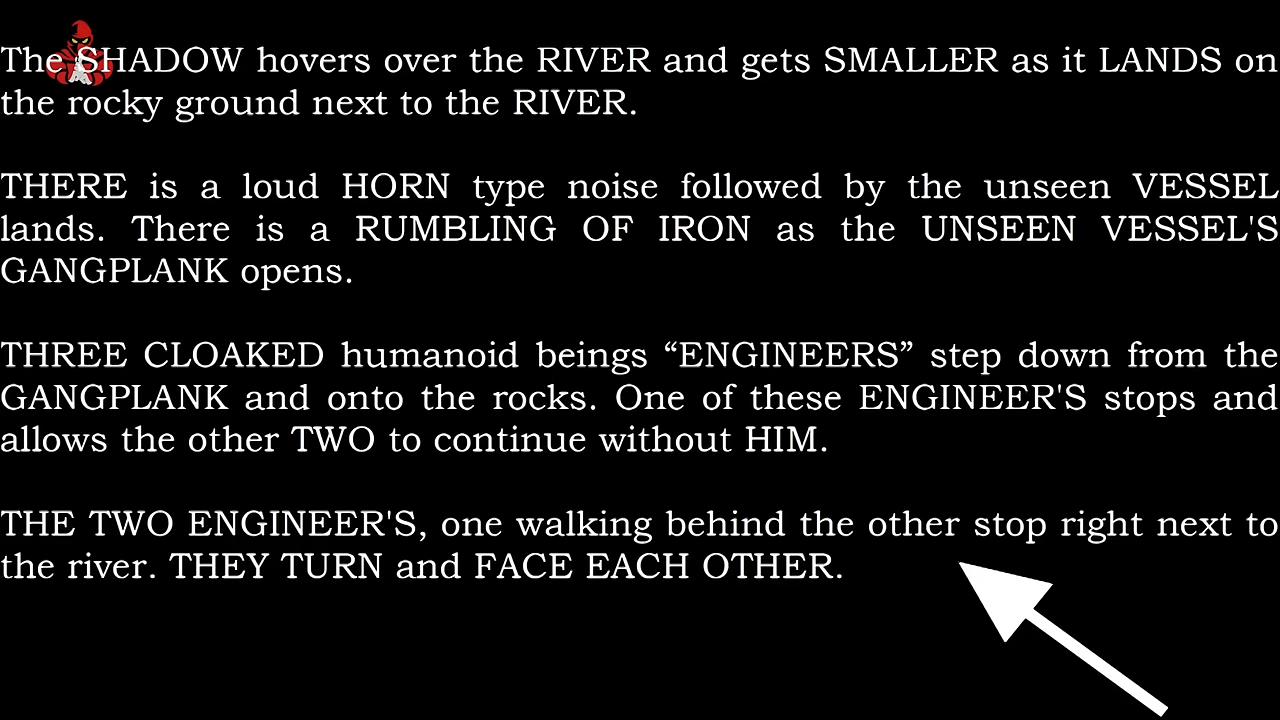 The SHADOW hovers over the RIVER and gets SMALLER as it LANDS on
the rocky ground next to the RIVER.
THERE is a loud HORN type noise followed by the unseen VESSEL
lands. There is a RUMBLING OF IRON as the UNSEEN VESSEL'S
GANGPLANK opens.
THREE CLOAKED humanoid beings “ENGINEERS” step down from the
GANGPLANK and onto the rocks. One of these ENGINEER'S stops and
allows the other TWO to continue without HIM.
THE TWO ENGINEER'S, one walking behind the other stop right next to
the river. THEY TURN and FACE EACH OTHER.